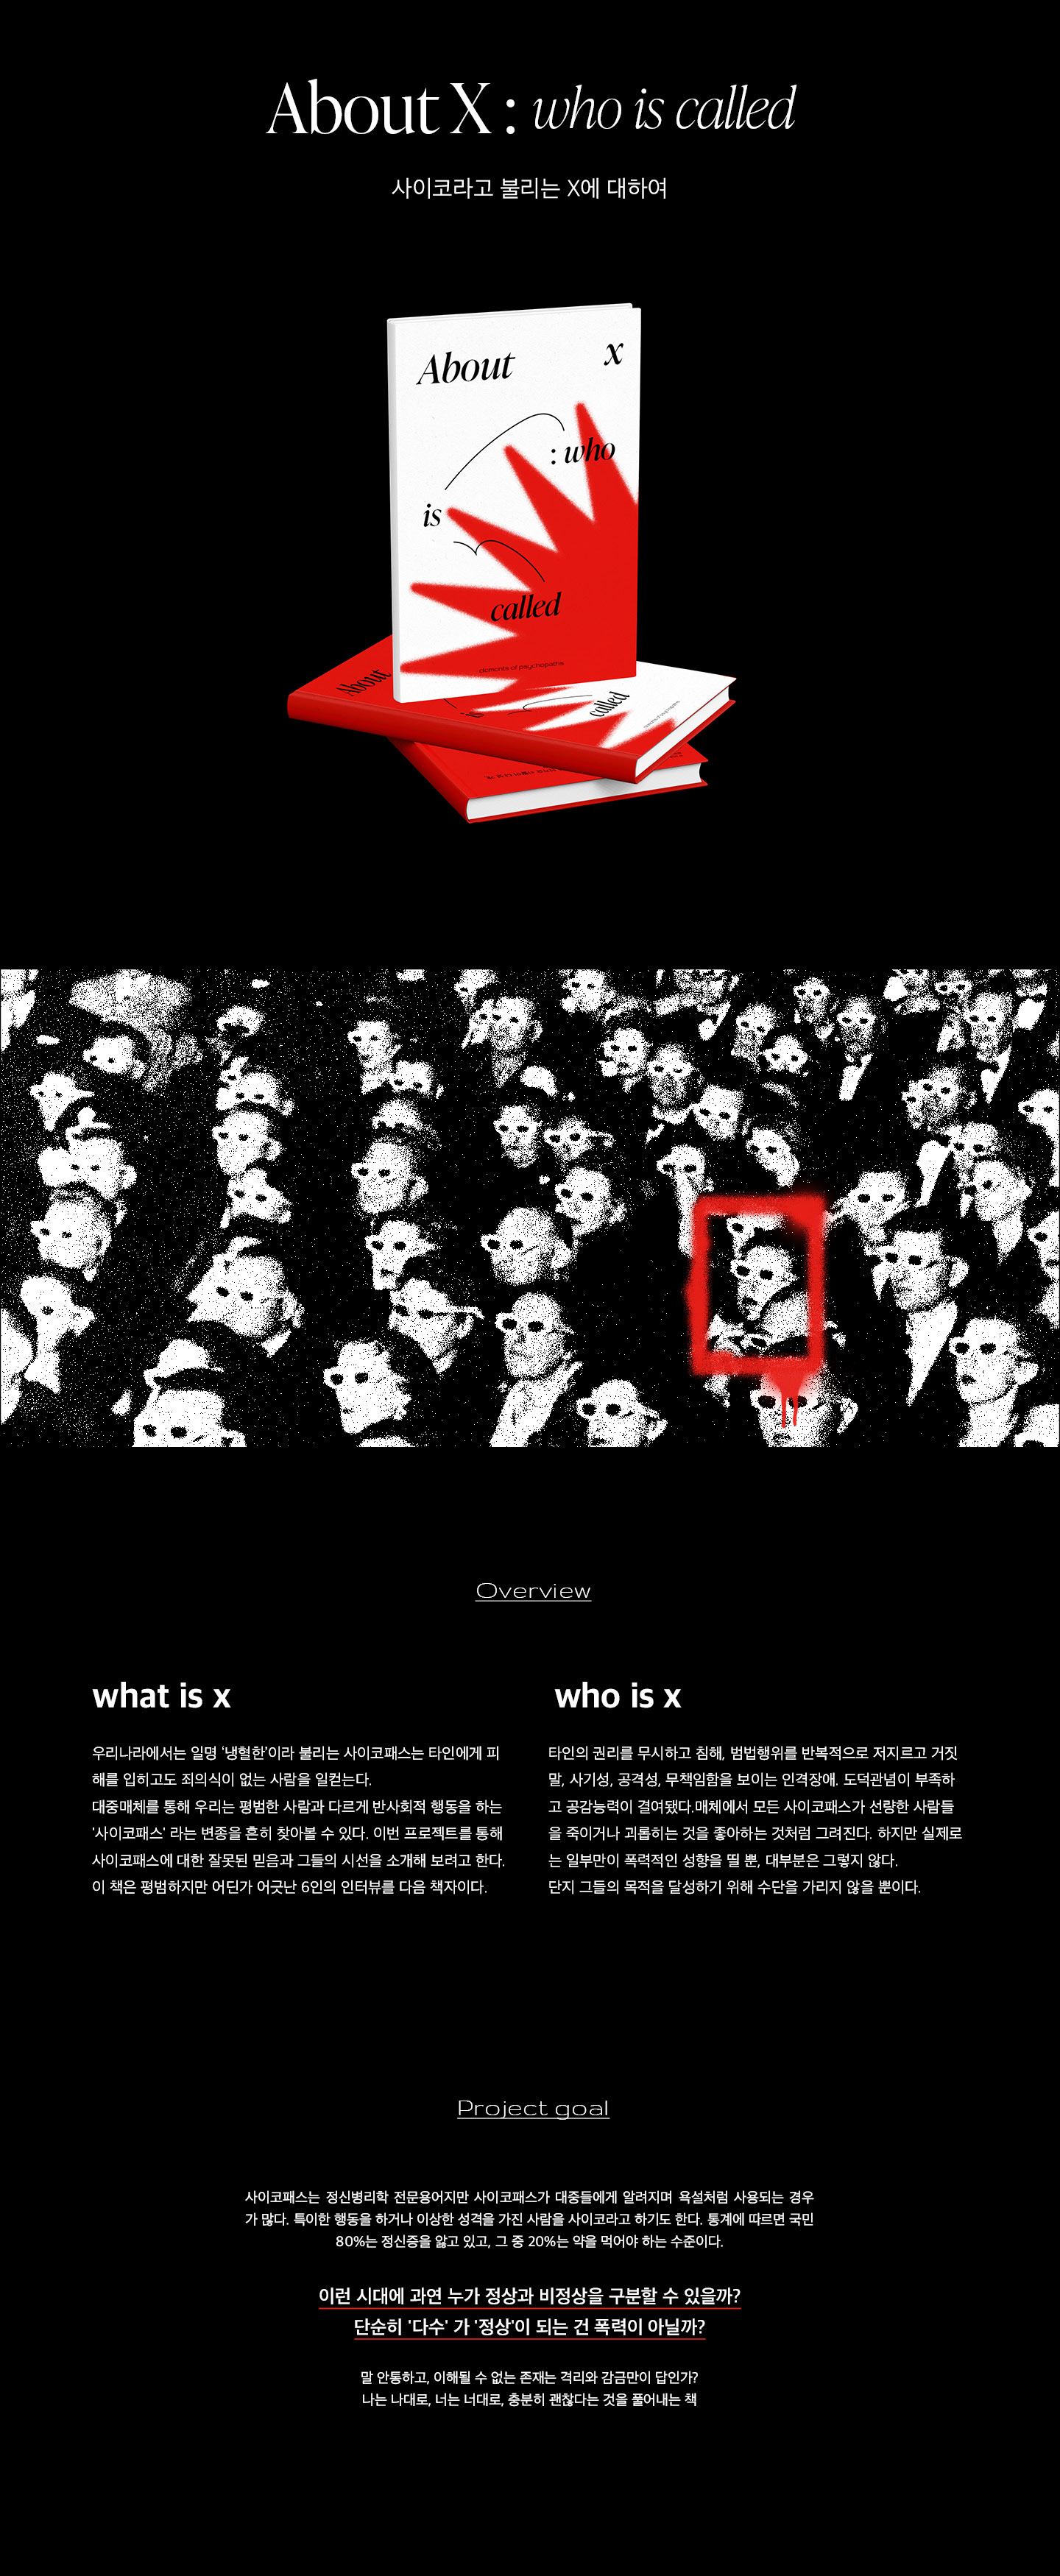 About X : who is called
사이코라고 불리는 X에 대하여
About x
: who
is
called
elements of psychopaths
About
is
called
Overview
what is x
우리나라에서는 일명 '냉혈한'이라 불리는 사이코패스는 타인에게 피
해를 입히고도 죄의식이 없는 사람을 일컫는다.
대중매체를 통해 우리는 평범한 사람과 다르게 반사회적 행동을 하는
'사이코패스' 라는 변종을 흔히 찾아볼 수 있다. 이번 프로젝트를 통해
사이코패스에 대한 잘못된 믿음과 그들의 시선을 소개해 보려고 한다.
이 책은 평범하지만 어딘가 어긋난 6인의 인터뷰를 다음 책자이다.
who is x
타인의 권리를 무시하고 침해, 범법행위를 반복적으로 저지르고 거짓
말, 사기성, 공격성, 무책임함을 보이는 인격장애. 도덕관념이 부족하
고 공감능력이 결여됐다.매체에서 모든 사이코패스가 선량한 사람들
을 죽이거나 괴롭히는 것을 좋아하는 것처럼 그려진다. 하지만 실제로
는 일부만이 폭력적인 성향을 띨 뿐, 대부분은 그렇지 않다.
단지 그들의 목적을 달성하기 위해 수단을 가리지 않을 뿐이다.
Project goal
사이코패스는 정신병리학 전문용어지만 사이코패스가 대중들에게 알려지며 욕설처럼 사용되는 경우
가 많다. 특이한 행동을 하거나 이상한 성격을 가진 사람을 사이코라고 하기도 한다. 통계에 따르면 국민
80%는 정신증을 앓고 있고, 그 중 20%는 약을 먹어야 하는 수준이다.
이런 시대에 과연 누가 정상과 비정상을 구분할 수 있을까?
단순히 '다수' 가 '정상'이 되는 건 폭력이 아닐까?
말 안통하고, 이해될 수 없는 존재는 격리와 감금만이 답인가?
나는 나대로, 너는 너대로, 충분히 괜찮다는 것을 풀어내는 책